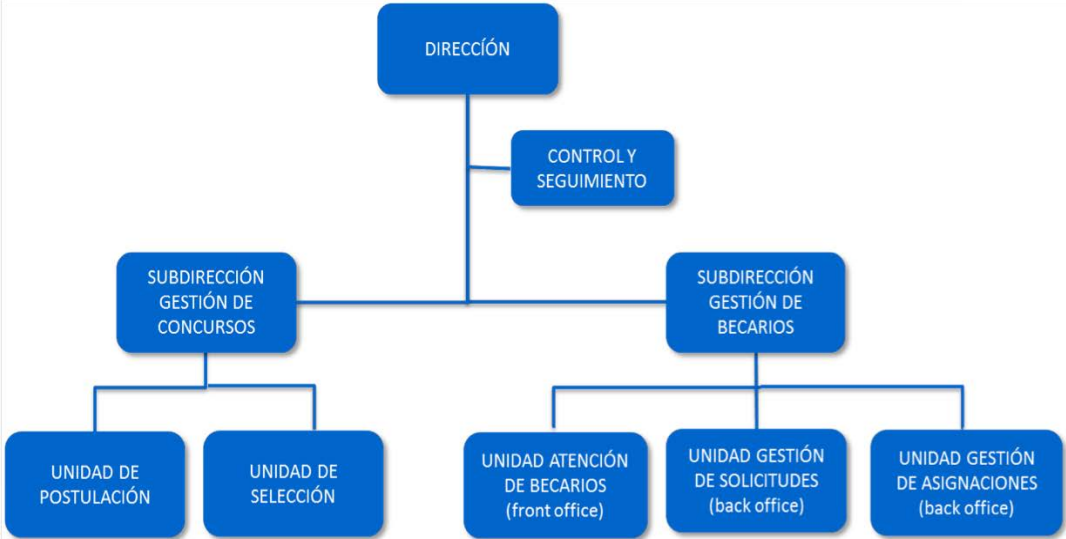 DIRECCÍÓN
CONTROL Y
SEGUIMIENTO
SUBDIRECCIÓN
GESTIÓN DE
CONCURSOS
SUBDIRECCIÓN
GESTIÓN DE
BECARIOS
UNIDAD DE
POSTULACIÓN
UNIDAD DE
SELECCIÓN
UNIDAD ATENCIÓN
DE BECARIOS
(front office)
UNIDAD GESTIÓN
DE SOLICITUDES
(back office)
UNIDAD GESTIÓN
DE ASIGNACIONES
(back office)